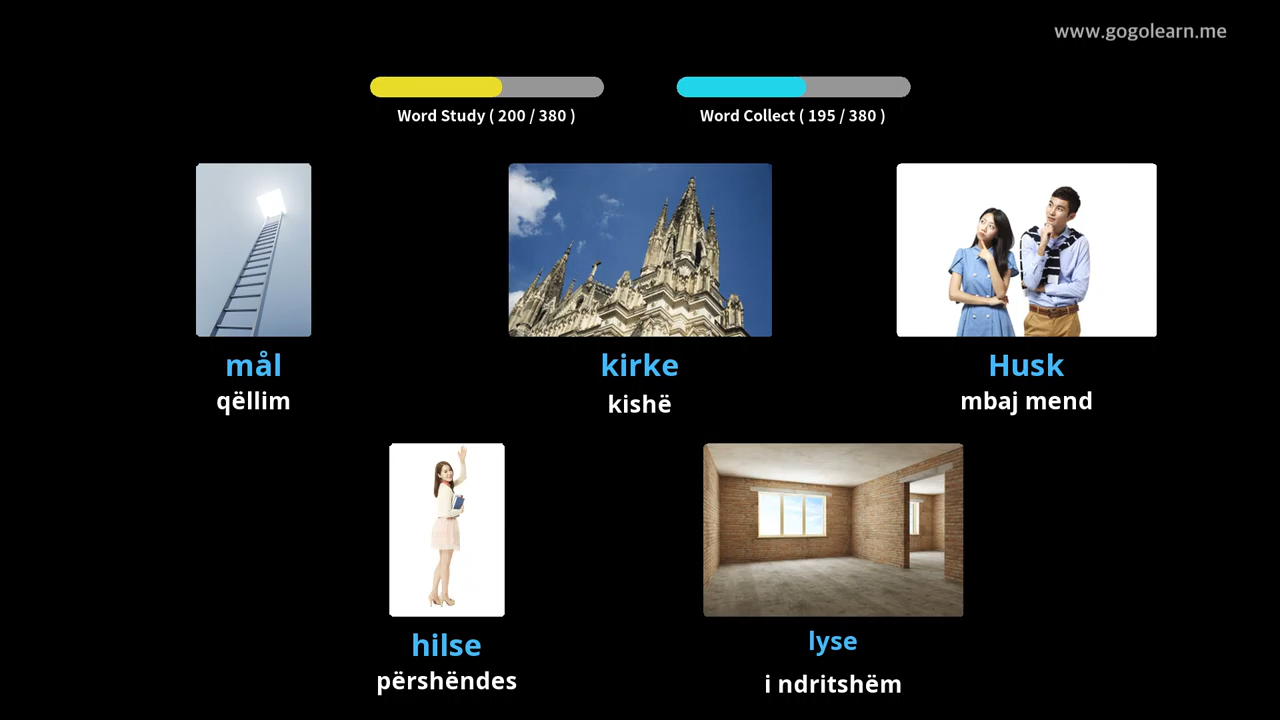 www.gogolearn.me
Word Study ( 200 / 380 )
Word Collect ( 195 / 380 )
mål
qëllim
kirke
kishë
Husk
mbaj mend
hilse
përshëndes
lyse
i ndritshëm